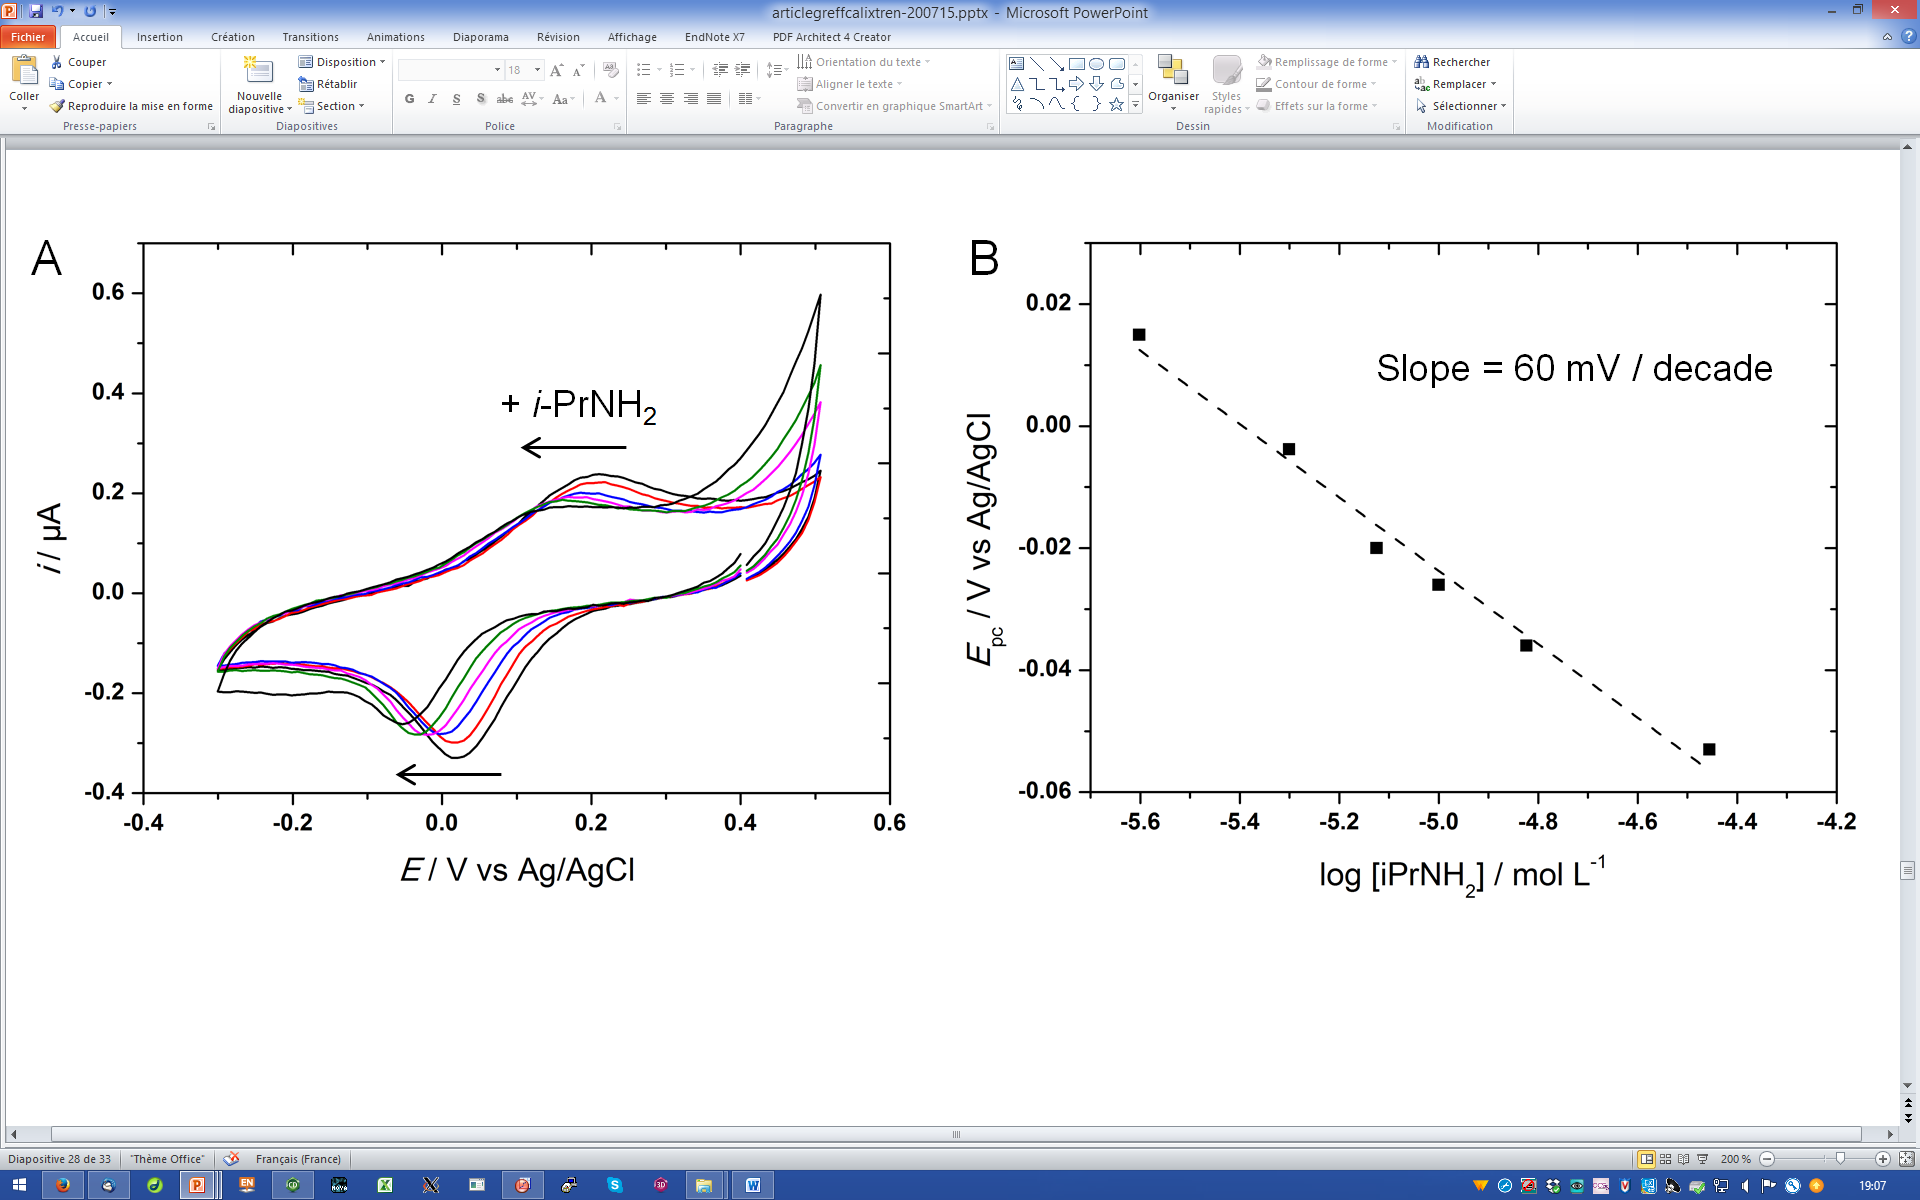 articlegreffcalixtren-200715.pptx - Microsoft PowerPoint
Fichier Accueil Insertion Création Transitions Animations Diaporama Révision Affichage EndNote X7 PDF Architect 4 Creator
Coller
Couper
Copier
Reproduire la mise en forme
Presse-papiers
Nouvelle diapositive
Disposition
Rétablir
Section
Diapositives
18
G I S S abc AV Aa A
Police
Orientation du texte
Aligner le texte
Convertir en graphique SmartArt
Paragraphe
Organiser
Styles rapides
Remplissage de forme
Contour de forme
Effets sur la forme
Dessin
Rechercher
Remplacer
Sélectionner
Modification
A
0.6
0.4
0.2
0.0
-0.2
-0.4
i / µA
+ i-PrNH2
-0.4 -0.2 0.0 0.2 0.4 0.6
E / V vs Ag/AgCl
B
0.02
0.00
-0.02
-0.04
-0.06
Epc / V vs Ag/AgCl
Slope = 60 mV / decade
-5.6 -5.4 -5.2 -5.0 -4.8 -4.6 -4.4 -4.2
log [iPrNH2] / mol L-1
Diapositive 28 de 33 "Thème Office" Français (France) 200 %
19:07